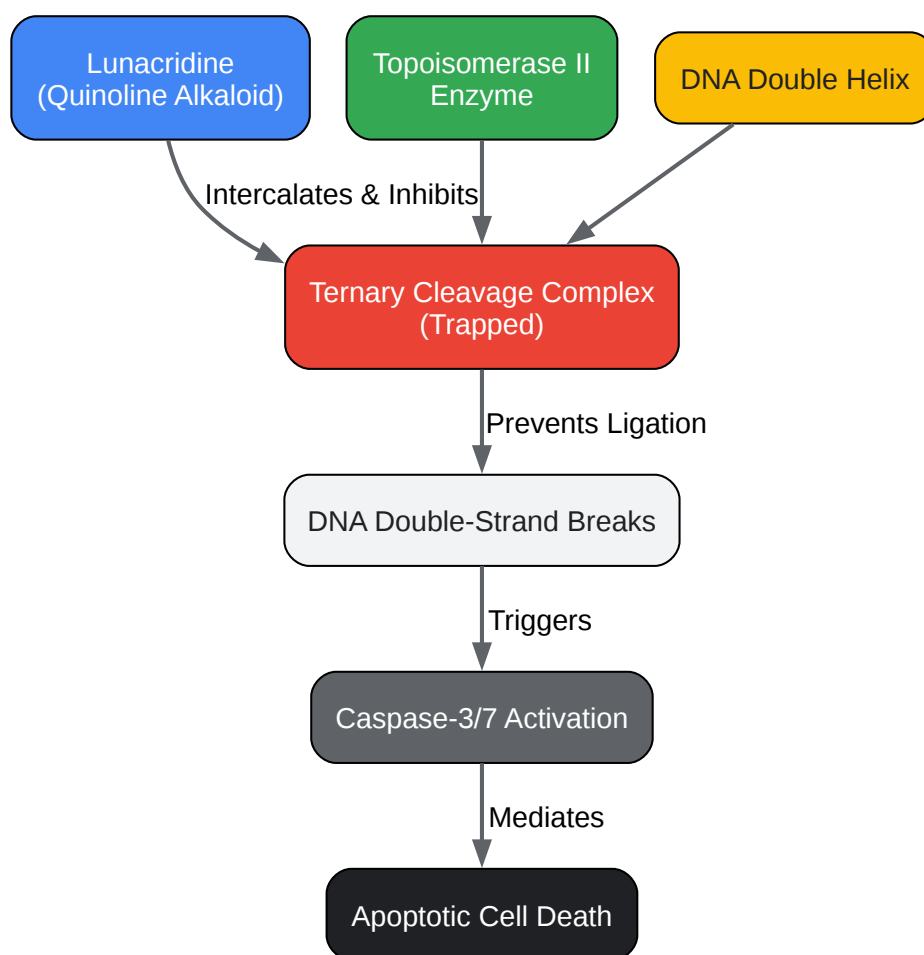 Lunacridine
(Quinoline Alkaloid)
Topoisomerase II
Enzyme
DNA Double Helix
Intercalates & Inhibits
Ternary Cleavage Complex
(Trapped)
Prevents Ligation
DNA Double-Strand Breaks
Triggers
Caspase-3/7 Activation
Mediates
Apoptotic Cell Death